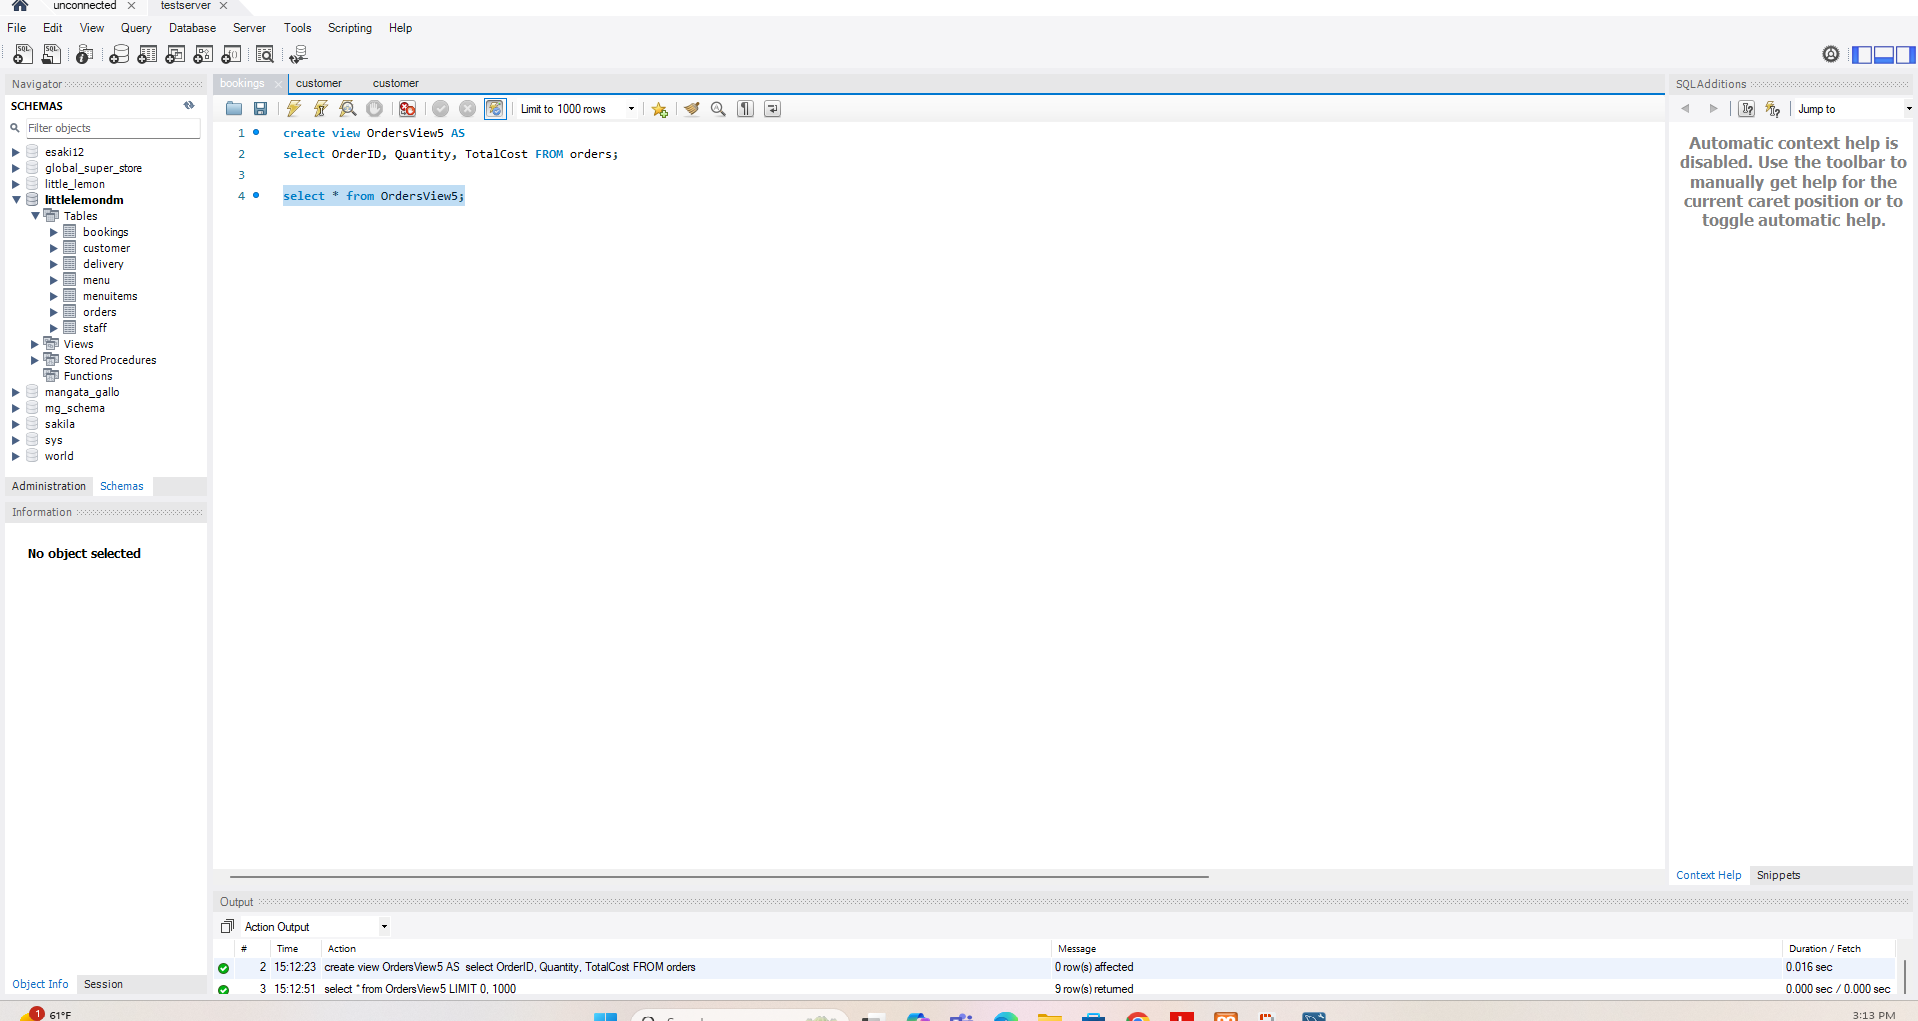 unconnected
testserver
File Edit View Query Database Server Tools Scripting Help
Navigator
SCHEMAS
Filter objects
esaki12
global_super_store
little_lemon
littlelemondm
Tables
bookings
customer
delivery
menu
menuitems
orders
staff
Views
Stored Procedures
Functions
mangata_gallo
mg_schema
sakila
sys
world
Administration Schemas
Information
No object selected
Object Info Session
bookings customer customer
Limit to 1000 rows
1 create view OrdersView5 AS
2 select OrderID, Quantity, TotalCost FROM orders;
3
4 select * from OrdersView5;
SQLAdditions
Jump to
Automatic context help is
disabled. Use the toolbar to
manually get help for the
current caret position or to
toggle automatic help.
Context Help Snippets
Output
Action Output
# Time Action Message Duration / Fetch
2 15:12:23 create view OrdersView5 AS select OrderID, Quantity, TotalCost FROM orders 0 row(s) affected 0.016 sec
3 15:12:51 select * from OrdersView5 LIMIT 0, 1000 9 row(s) returned 0.000 sec / 0.000 sec
1 61°F
3:13 PM